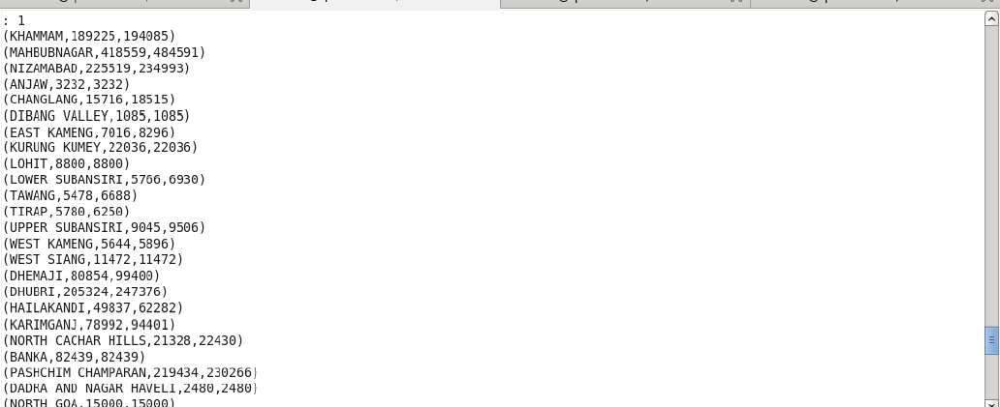 : 1
(KHAMMAM,189225,194085)
(MAHBUBNAGAR,418559,484591)
(NIZAMABAD,225519,234993)
(ANJAW,3232,3232)
(CHANGLANG,15716,18515)
(DIBANG VALLEY,1085,1085)
(EAST KAMENG,7016,8296)
(KURUNG KUMEY,22036,22036)
(LOHIT,8800,8800)
(LOWER SUBANSIRI,5766,6930)
(TAWANG,5478,6688)
(TIRAP,5780,6250)
(UPPER SUBANSIRI,9045,9506)
(WEST KAMENG,5644,5896)
(WEST SIANG,11472,11472)
(DHEMAJI,80854,99400)
(DHUBRI,205324,247376)
(HAILAKANDI,49837,62282)
(KARIMGANJ,78992,94401)
(NORTH CACHAR HILLS,21328,22430)
(BANKA,82439,82439)
(PASHCHIM CHAMPARAN,219434,230266)
(DADRA AND NAGAR HAVELI,2480,2480)
(NORTH GOA,15000,15000)